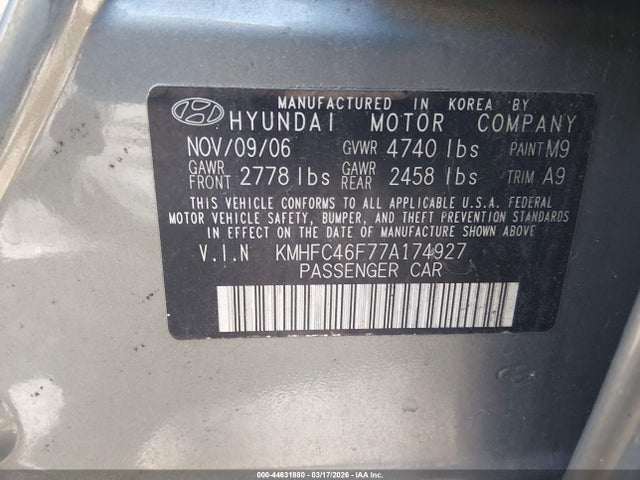 MANUFACTURED IN KOREA BY
HYUNDAI MOTOR COMPANY
NOV/09/06 GVWR 4740 lbs PAINT M9
GAWR FRONT 2778 lbs GAWR REAR 2458 lbs TRIM A9
THIS VEHICLE CONFORMS TO ALL APPLICABLE U.S.A. FEDERAL
MOTOR VEHICLE SAFETY, BUMPER, AND THEFT PREVENTION STANDARDS
IN EFFECT ON THE DATE OF MANUFACTURE SHOWN ABOVE
V.I.N KMHFC46F77A174927
PASSENGER CAR
000-44631880 03/17/2026 IAA, Inc.